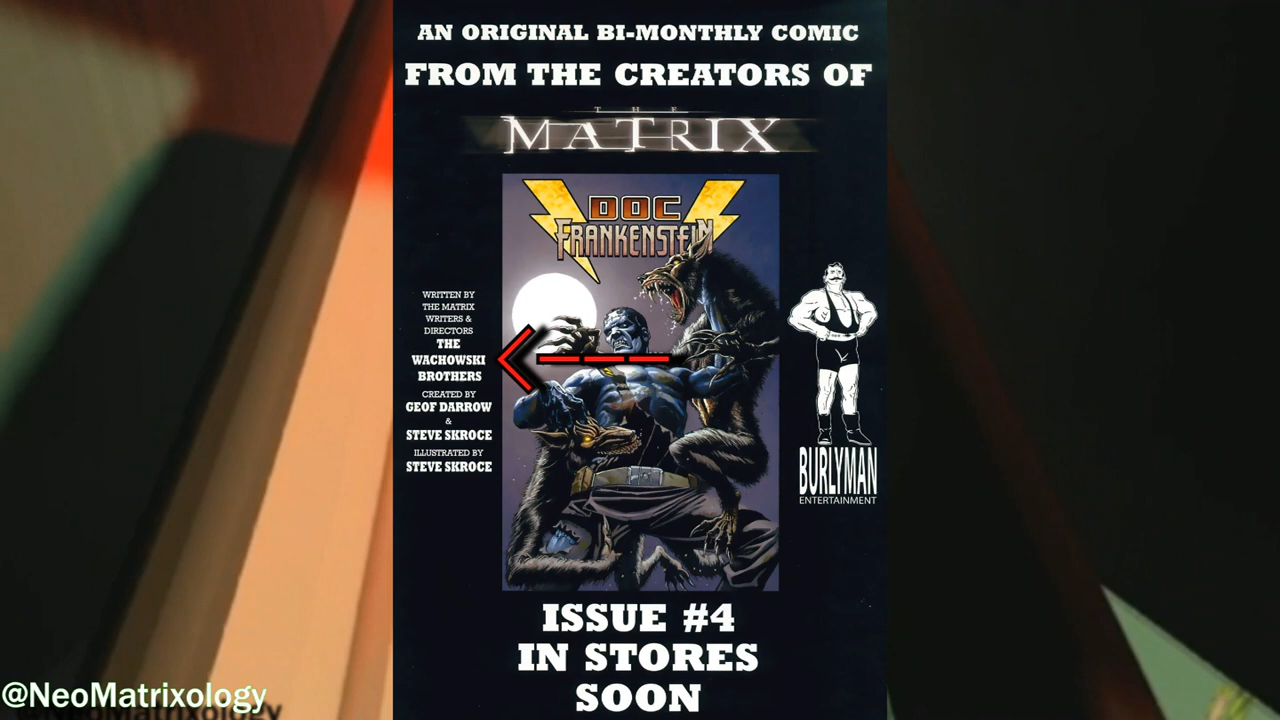 AN ORIGINAL BI-MONTHLY COMIC
FROM THE CREATORS OF
THE
MATRIX
DOC
FRANKENSTEIN
WRITTEN BY
THE MATRIX
WRITERS &
DIRECTORS
THE
WACHOWSKI
BROTHERS
CREATED BY
GEOF DARROW
&
STEVE SKROCE
ILLUSTRATED BY
STEVE SKROCE
BURLYMAN
ENTERTAINMENT
ISSUE #4
IN STORES
SOON
@NeoMatrixology